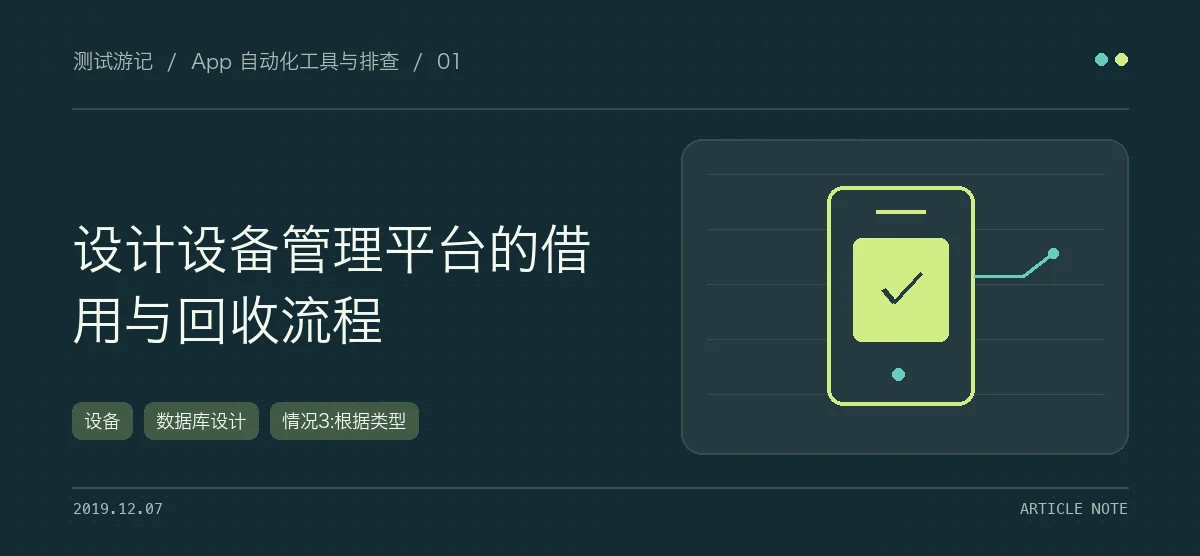 测试游记 / App 自动化工具与排查 / 01
设计设备管理平台的借
用与回收流程
设备 数据库设计 情况3:根据类型
2019.12.07 ARTICLE NOTE